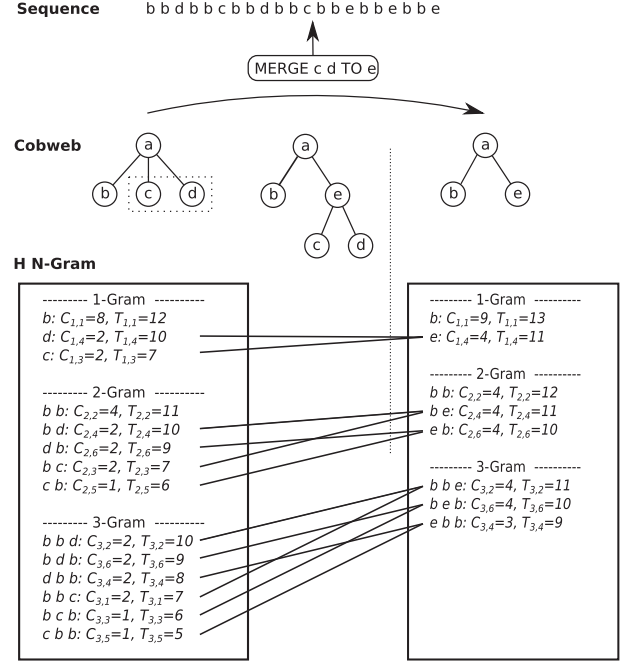 Sequence b b d b b c b b d b b c b b e b b e b b e
MERGE c d TO e
Cobweb
a a a
b c d b e b e
c d
H N-Gram
--------- 1-Gram ----------
b: C1,1=8, T1,1=12
d: C1,4=2, T1,4=10
c: C1,3=2, T1,3=7
--------- 2-Gram ----------
b b: C2,2=4, T2,2=11
b d: C2,4=2, T2,4=10
d b: C2,6=2, T2,6=9
b c: C2,3=2, T2,3=7
c b: C2,5=1, T2,5=6
--------- 3-Gram ----------
b b d: C3,2=2, T3,2=10
b d b: C3,6=2, T3,6=9
d b b: C3,4=2, T3,4=8
b b c: C3,1=2, T3,1=7
b c b: C3,3=1, T3,3=6
c b b: C3,5=1, T3,5=5
-------- 1-Gram ----------
b: C1,1=9, T1,1=13
e: C1,4=4, T1,4=11
-------- 2-Gram ----------
b b: C2,2=4, T2,2=12
b e: C2,4=4, T2,4=11
e b: C2,6=4, T2,6=10
-------- 3-Gram ----------
b b e: C3,2=4, T3,2=11
b e b: C3,6=4, T3,6=10
e b b: C3,4=3, T3,4=9